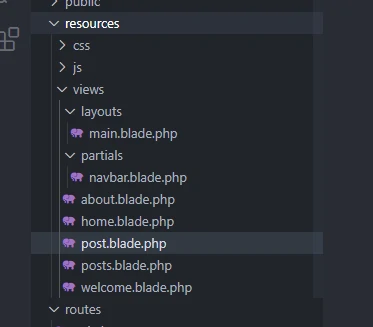 public
resources
css
js
views
layouts
main.blade.php
partials
navbar.blade.php
about.blade.php
home.blade.php
post.blade.php
posts.blade.php
welcome.blade.php
routes